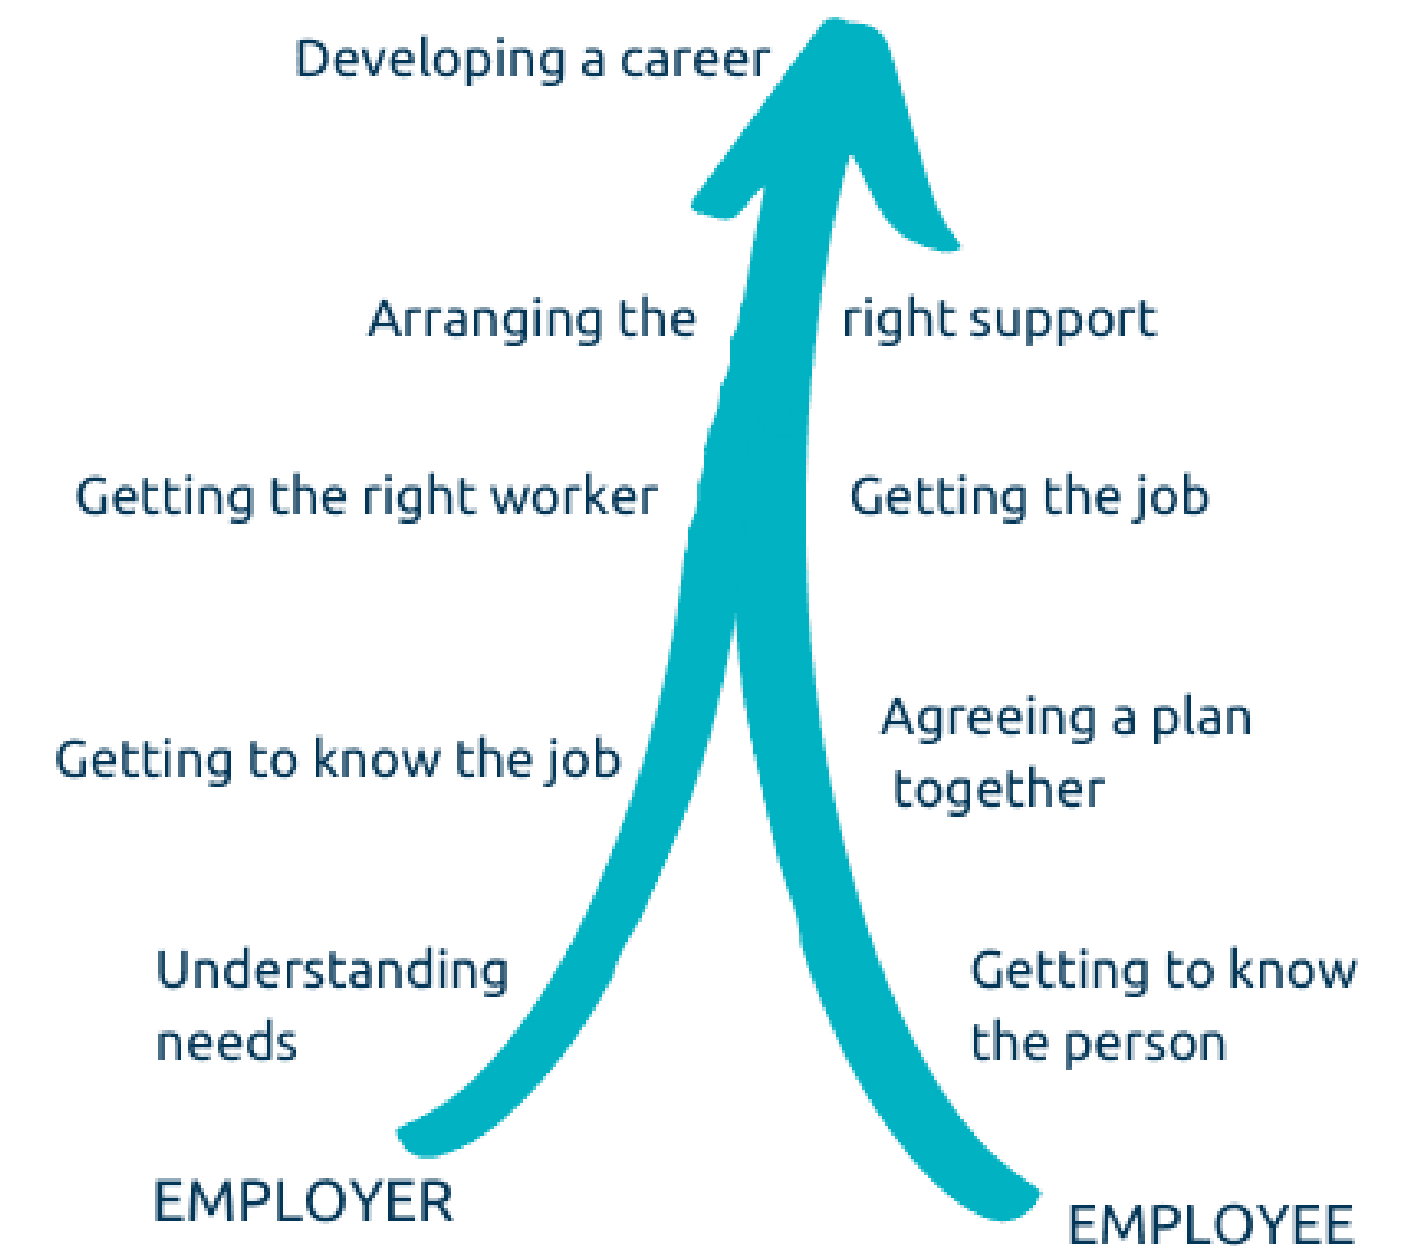 Developing a career
Arranging the right support
Getting the right worker
Getting the job
Getting to know the job
Agreeing a plan
together
Understanding
needs
Getting to know
the person
EMPLOYER
EMPLOYEE